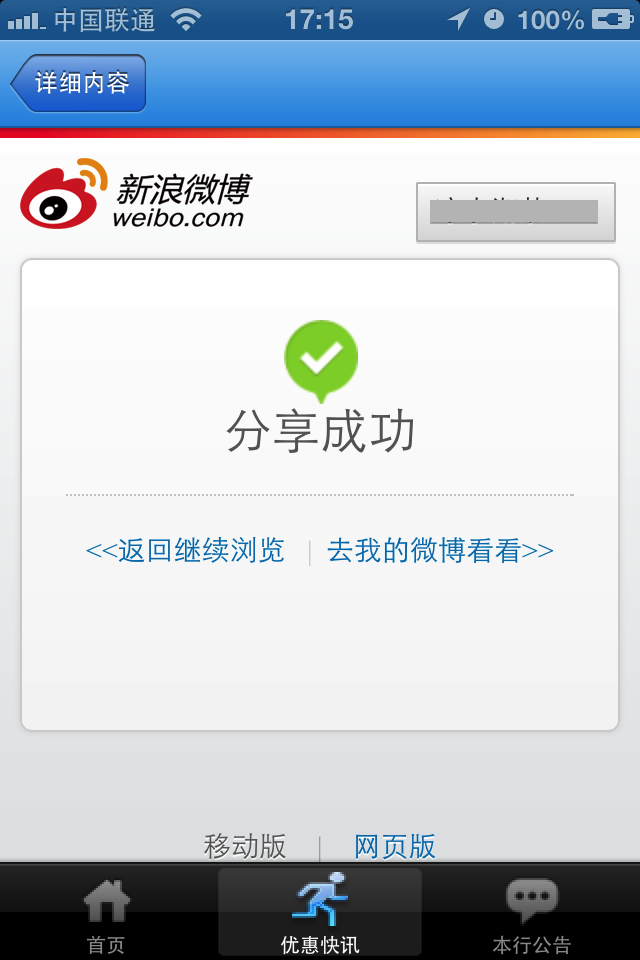 中国联通 17:15 100%
详细内容
新浪微博
weibo.com
分享成功
<<返回继续浏览 | 去我的微博看看>>
移动版 | 网页版
首页 优惠快讯 本行公告